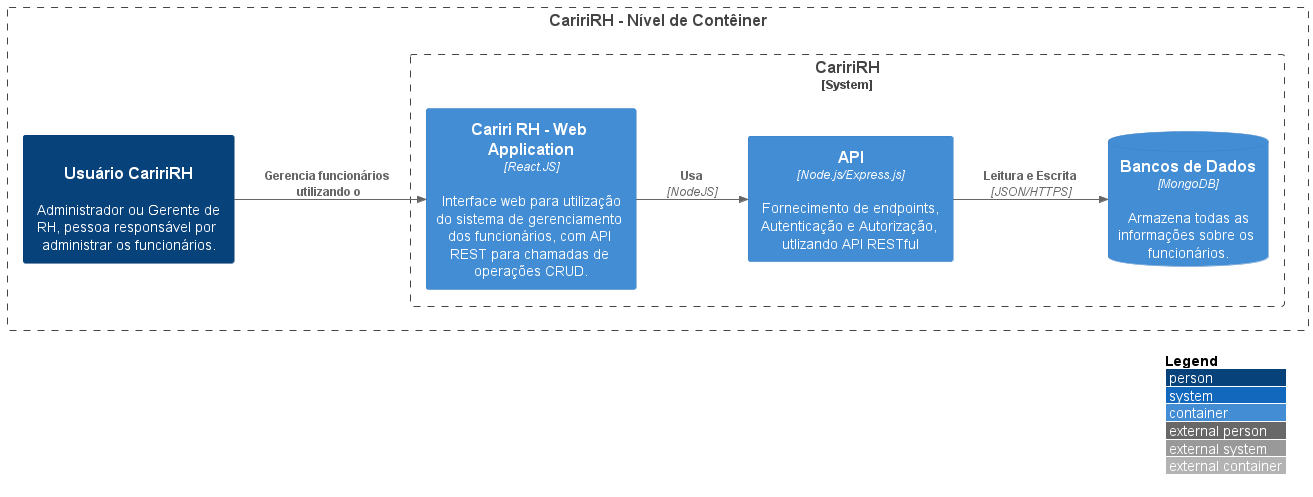 CaririRH - Nível de Contêiner
CaririRH
[System]
Usuário CaririRH
Administrador ou Gerente de
RH, pessoa responsável por
administrar os funcionários.
Gerencia funcionários
utilizando o
Cariri RH - Web
Application
[React.JS]
Interface web para utilização
do sistema de gerenciamento
dos funcionários, com API
REST para chamadas de
operações CRUD.
Usa
[NodeJS]
API
[Node.js/Express.js]
Fornecimento de endpoints,
Autenticação e Autorização,
utlizando API RESTful
Leitura e Escrita
[JSON/HTTPS]
Bancos de Dados
[MongoDB]
Armazena todas as
informações sobre os
funcionários.
Legend
person
system
container
external person
external system
external container